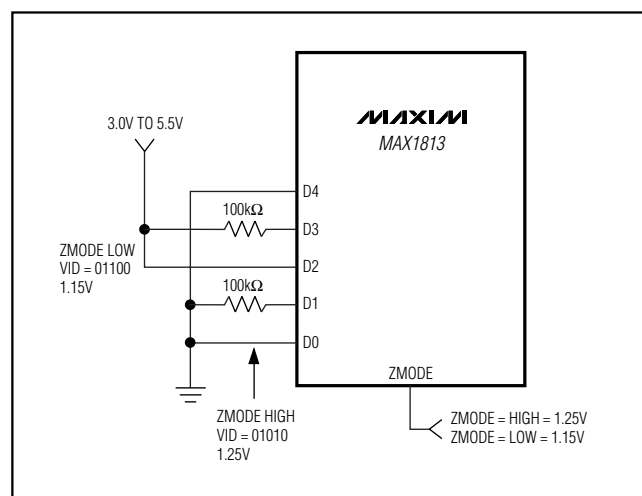 MAXIM
MAX1813
3.0V TO 5.5V
D4
100kΩ
D3
ZMODE LOW
VID = 01100
1.15V
D2
100kΩ
D1
D0
ZMODE
ZMODE HIGH
VID = 01010
1.25V
ZMODE = HIGH = 1.25V
ZMODE = LOW = 1.15V